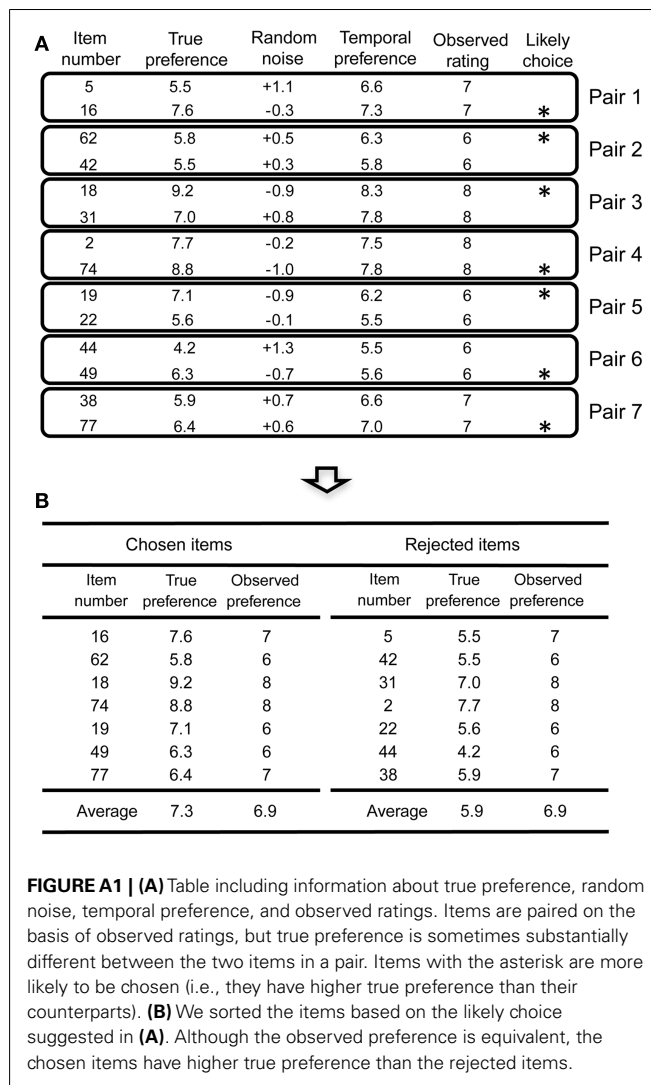 A
Item True Random Temporal Observed Likely
number preference noise preference rating choice
5 5.5 +1.1 6.6 7
16 7.6 -0.3 7.3 7 *
Pair 1
62 5.8 +0.5 6.3 6 *
42 5.5 +0.3 5.8 6
Pair 2
18 9.2 -0.9 8.3 8 *
31 7.0 +0.8 7.8 8
Pair 3
2 7.7 -0.2 7.5 8
74 8.8 -1.0 7.8 8 *
Pair 4
19 7.1 -0.9 6.2 6 *
22 5.6 -0.1 5.5 6
Pair 5
44 4.2 +1.3 5.5 6
49 6.3 -0.7 5.6 6 *
Pair 6
38 5.9 +0.7 6.6 7
77 6.4 +0.6 7.0 7 *
Pair 7
B
Chosen items Rejected items
Item True Observed Item True Observed
number preference preference number preference preference
16 7.6 7 5 5.5 7
62 5.8 6 42 5.5 6
18 9.2 8 31 7.0 8
74 8.8 8 2 7.7 8
19 7.1 6 22 5.6 6
49 6.3 6 44 4.2 6
77 6.4 7 38 5.9 7
Average 7.3 6.9 Average 5.9 6.9
FIGURE A1 | (A) Table including information about true preference, random
noise, temporal preference, and observed ratings. Items are paired on the
basis of observed ratings, but true preference is sometimes substantially
different between the two items in a pair. Items with the asterisk are more
likely to be chosen (i.e., they have higher true preference than their
counterparts). (B) We sorted the items based on the likely choice
suggested in (A). Although the observed preference is equivalent, the
chosen items have higher true preference than the rejected items.